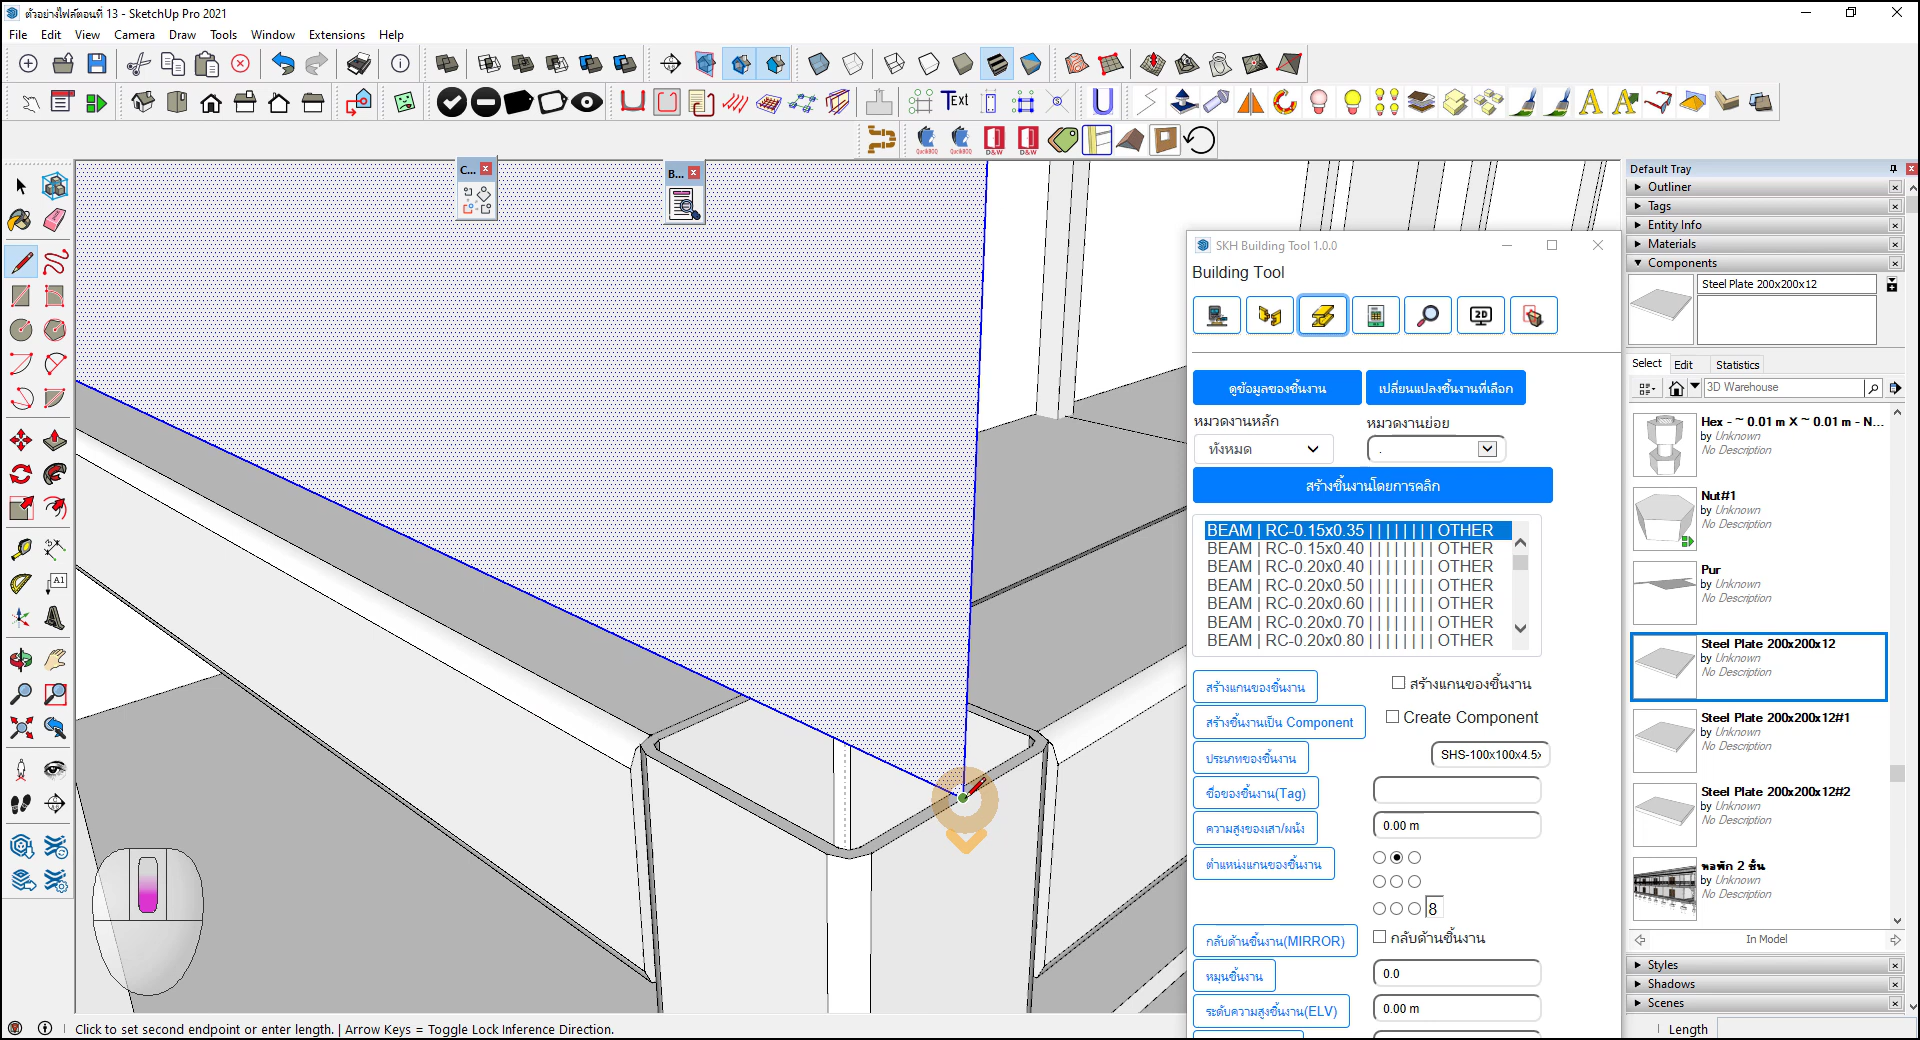 ตัวอย่างไฟล์ตอนที่ 13 - SketchUp Pro 2021
File Edit View Camera Draw Tools Window Extensions Help
Text
QuickBOQ QuickBOQ D&W D&W
C... B...
A1
SKH Building Tool 1.0.0
Building Tool
2D
ดูข้อมูลของชิ้นงาน เปลี่ยนแปลงชิ้นงานที่เลือก
หมวดงานหลัก หมวดงานย่อย
ทั้งหมด .
สร้างชิ้นงานโดยการคลิก
BEAM | RC-0.15x0.35 | | | | | | | | OTHER
BEAM | RC-0.15x0.40 | | | | | | | | OTHER
BEAM | RC-0.20x0.40 | | | | | | | | OTHER
BEAM | RC-0.20x0.50 | | | | | | | | OTHER
BEAM | RC-0.20x0.60 | | | | | | | | OTHER
BEAM | RC-0.20x0.70 | | | | | | | | OTHER
BEAM | RC-0.20x0.80 | | | | | | | | OTHER
สร้างแกนของชิ้นงาน สร้างแกนของชิ้นงาน
สร้างชิ้นงานเป็น Component Create Component
ประเภทของชิ้นงาน SHS-100x100x4.5x
ชื่อของชิ้นงาน(Tag)
ความสูงของเสา/ผนัง 0.00 m
ตำแหน่งแกนของชิ้นงาน
8
กลับด้านชิ้นงาน(MIRROR) กลับด้านชิ้นงาน
หมุนชิ้นงาน 0.0
ระดับความสูงชิ้นงาน(ELV) 0.00 m
Default Tray
Outliner
Tags
Entity Info
Materials
Components
Steel Plate 200x200x12
Select Edit Statistics
3D Warehouse
Hex - ~ 0.01 m X ~ 0.01 m - N...
by Unknown
No Description
Nut#1
by Unknown
No Description
Pur
by Unknown
No Description
Steel Plate 200x200x12
by Unknown
No Description
Steel Plate 200x200x12#1
by Unknown
No Description
Steel Plate 200x200x12#2
by Unknown
No Description
หอพัก 2 ชั้น
by Unknown
No Description
In Model
Styles
Shadows
Scenes
Click to set second endpoint or enter length. | Arrow Keys = Toggle Lock Inference Direction.
Length